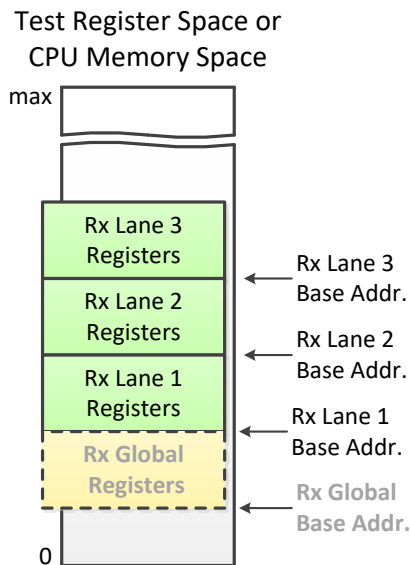 Test Register Space or
CPU Memory Space
max
Rx Lane 3
Registers
Rx Lane 3
Base Addr.
Rx Lane 2
Registers
Rx Lane 2
Base Addr.
Rx Lane 1
Registers
Rx Lane 1
Base Addr.
Rx Global
Registers
Rx Global
Base Addr.
0